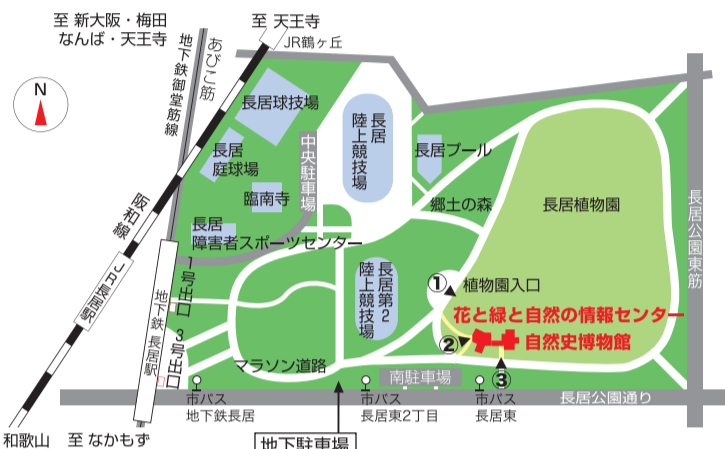 至 新大阪・梅田
なんば・天王寺
至 天王寺
JR鶴ヶ丘
地下鉄御堂筋線
あびこ筋
N
長居球技場
長居
陸上競技場
長居
庭球場
中央駐車場
長居プール
臨南寺
郷土の森
長居植物園
長居公園東筋
阪和線
長居
障害者スポーツセンター
JR長居駅
地下鉄 長居駅
1号出口
3号出口
長居第2
陸上競技場
①
植物園入口
花と緑と自然の情報センター
②
自然史博物館
マラソン道路
南駐車場
③
市バス
地下鉄長居
市バス
長居東2丁目
市バス
長居東
長居公園通り
和歌山
至 なかもず
地下駐車場